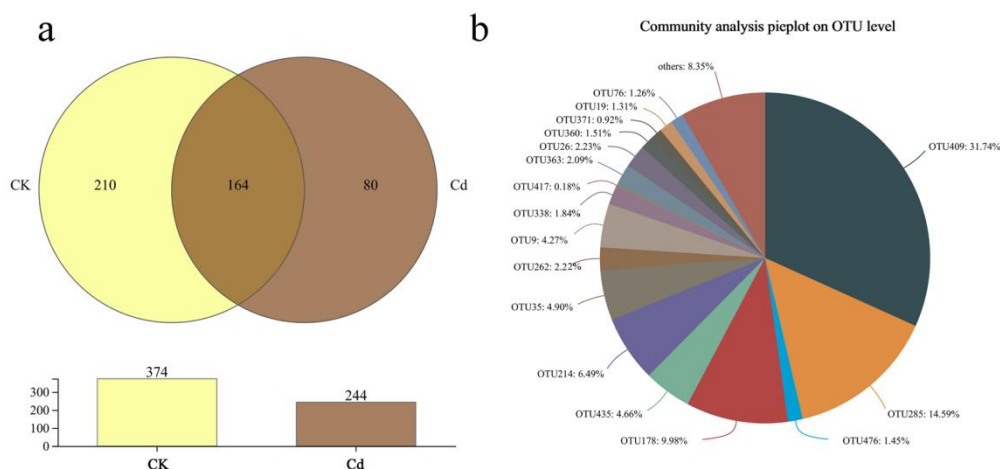 a
CK
210
164
80
Cd
374
244
300
200
100
0
CK
Cd
b
Community analysis pieplot on OTU level
others: 8.35%
OTU76: 1.26%
OTU19: 1.31%
OTU371: 0.92%
OTU360: 1.51%
OTU26: 2.23%
OTU363: 2.09%
OTU417: 0.18%
OTU338: 1.84%
OTU9: 4.27%
OTU262: 2.22%
OTU35: 4.90%
OTU214: 6.49%
OTU435: 4.66%
OTU178: 9.98%
OTU476: 1.45%
OTU285: 14.59%
OTU409: 31.74%